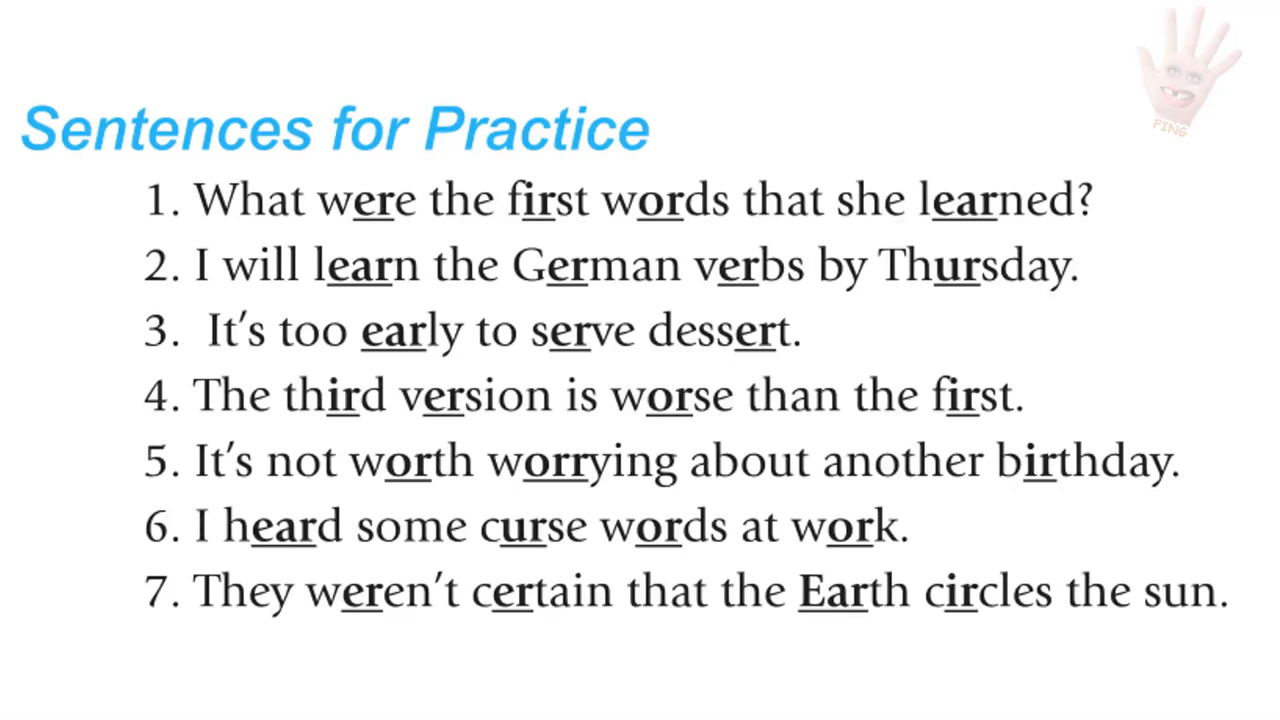 FING
Sentences for Practice
1. What were the first words that she learned?
2. I will learn the German verbs by Thursday.
3. It's too early to serve dessert.
4. The third version is worse than the first.
5. It's not worth worrying about another birthday.
6. I heard some curse words at work.
7. They weren't certain that the Earth circles the sun.